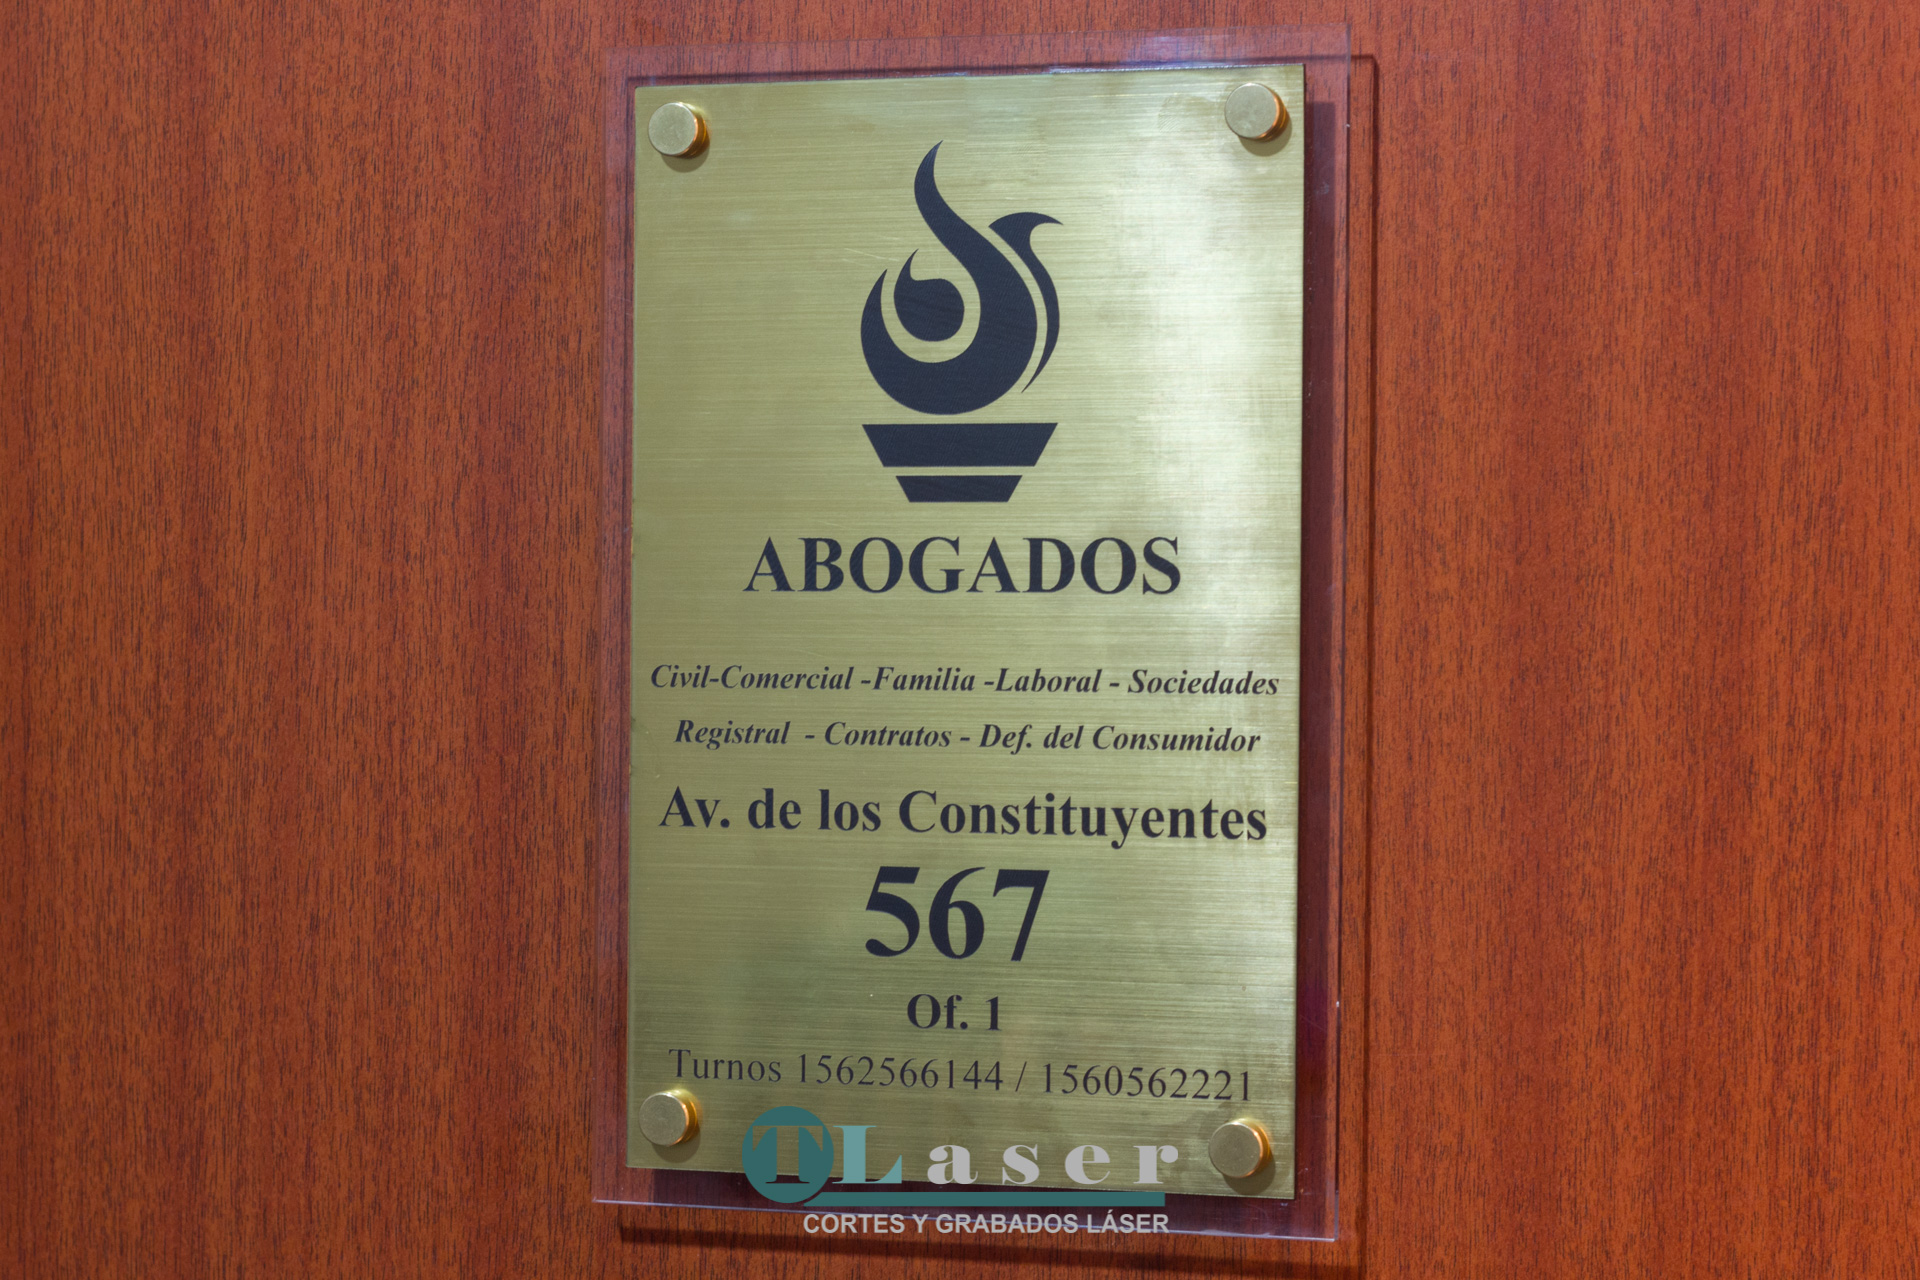 ABOGADOS
Civil-Comercial -Familia -Laboral - Sociedades
Registral - Contratos - Def. del Consumidor
Av. de los Constituyentes
567
Of. 1
Turnos 1562566144 / 1560562221
TLaser
CORTES Y GRABADOS LÁSER